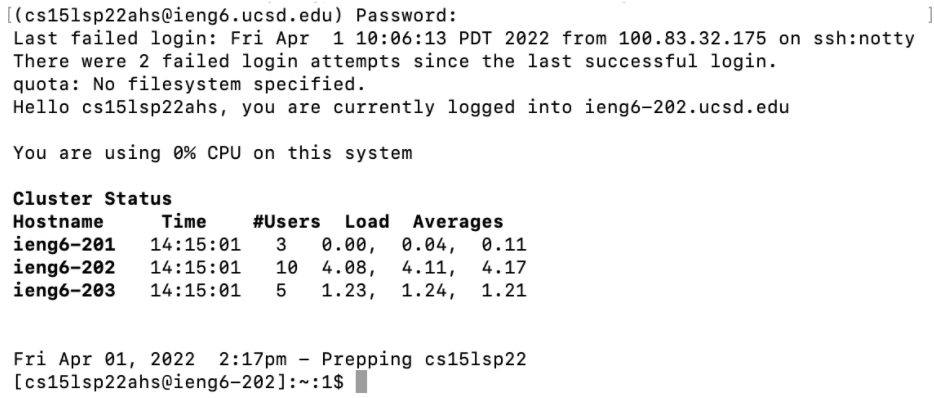 [(cs15lsp22ahs@ieng6.ucsd.edu) Password: ]
Last failed login: Fri Apr  1 10:06:13 PDT 2022 from 100.83.32.175 on ssh:notty
There were 2 failed login attempts since the last successful login.
quota: No filesystem specified.
Hello cs15lsp22ahs, you are currently logged into ieng6-202.ucsd.edu
You are using 0% CPU on this system
Cluster Status
Hostname     Time    #Users  Load  Averages
ieng6-201   14:15:01   3   0.00,  0.04,  0.11
ieng6-202   14:15:01   10  4.08,  4.11,  4.17
ieng6-203   14:15:01   5   1.23,  1.24,  1.21
Fri Apr 01, 2022  2:17pm - Prepping cs15lsp22
[cs15lsp22ahs@ieng6-202]:~:1$